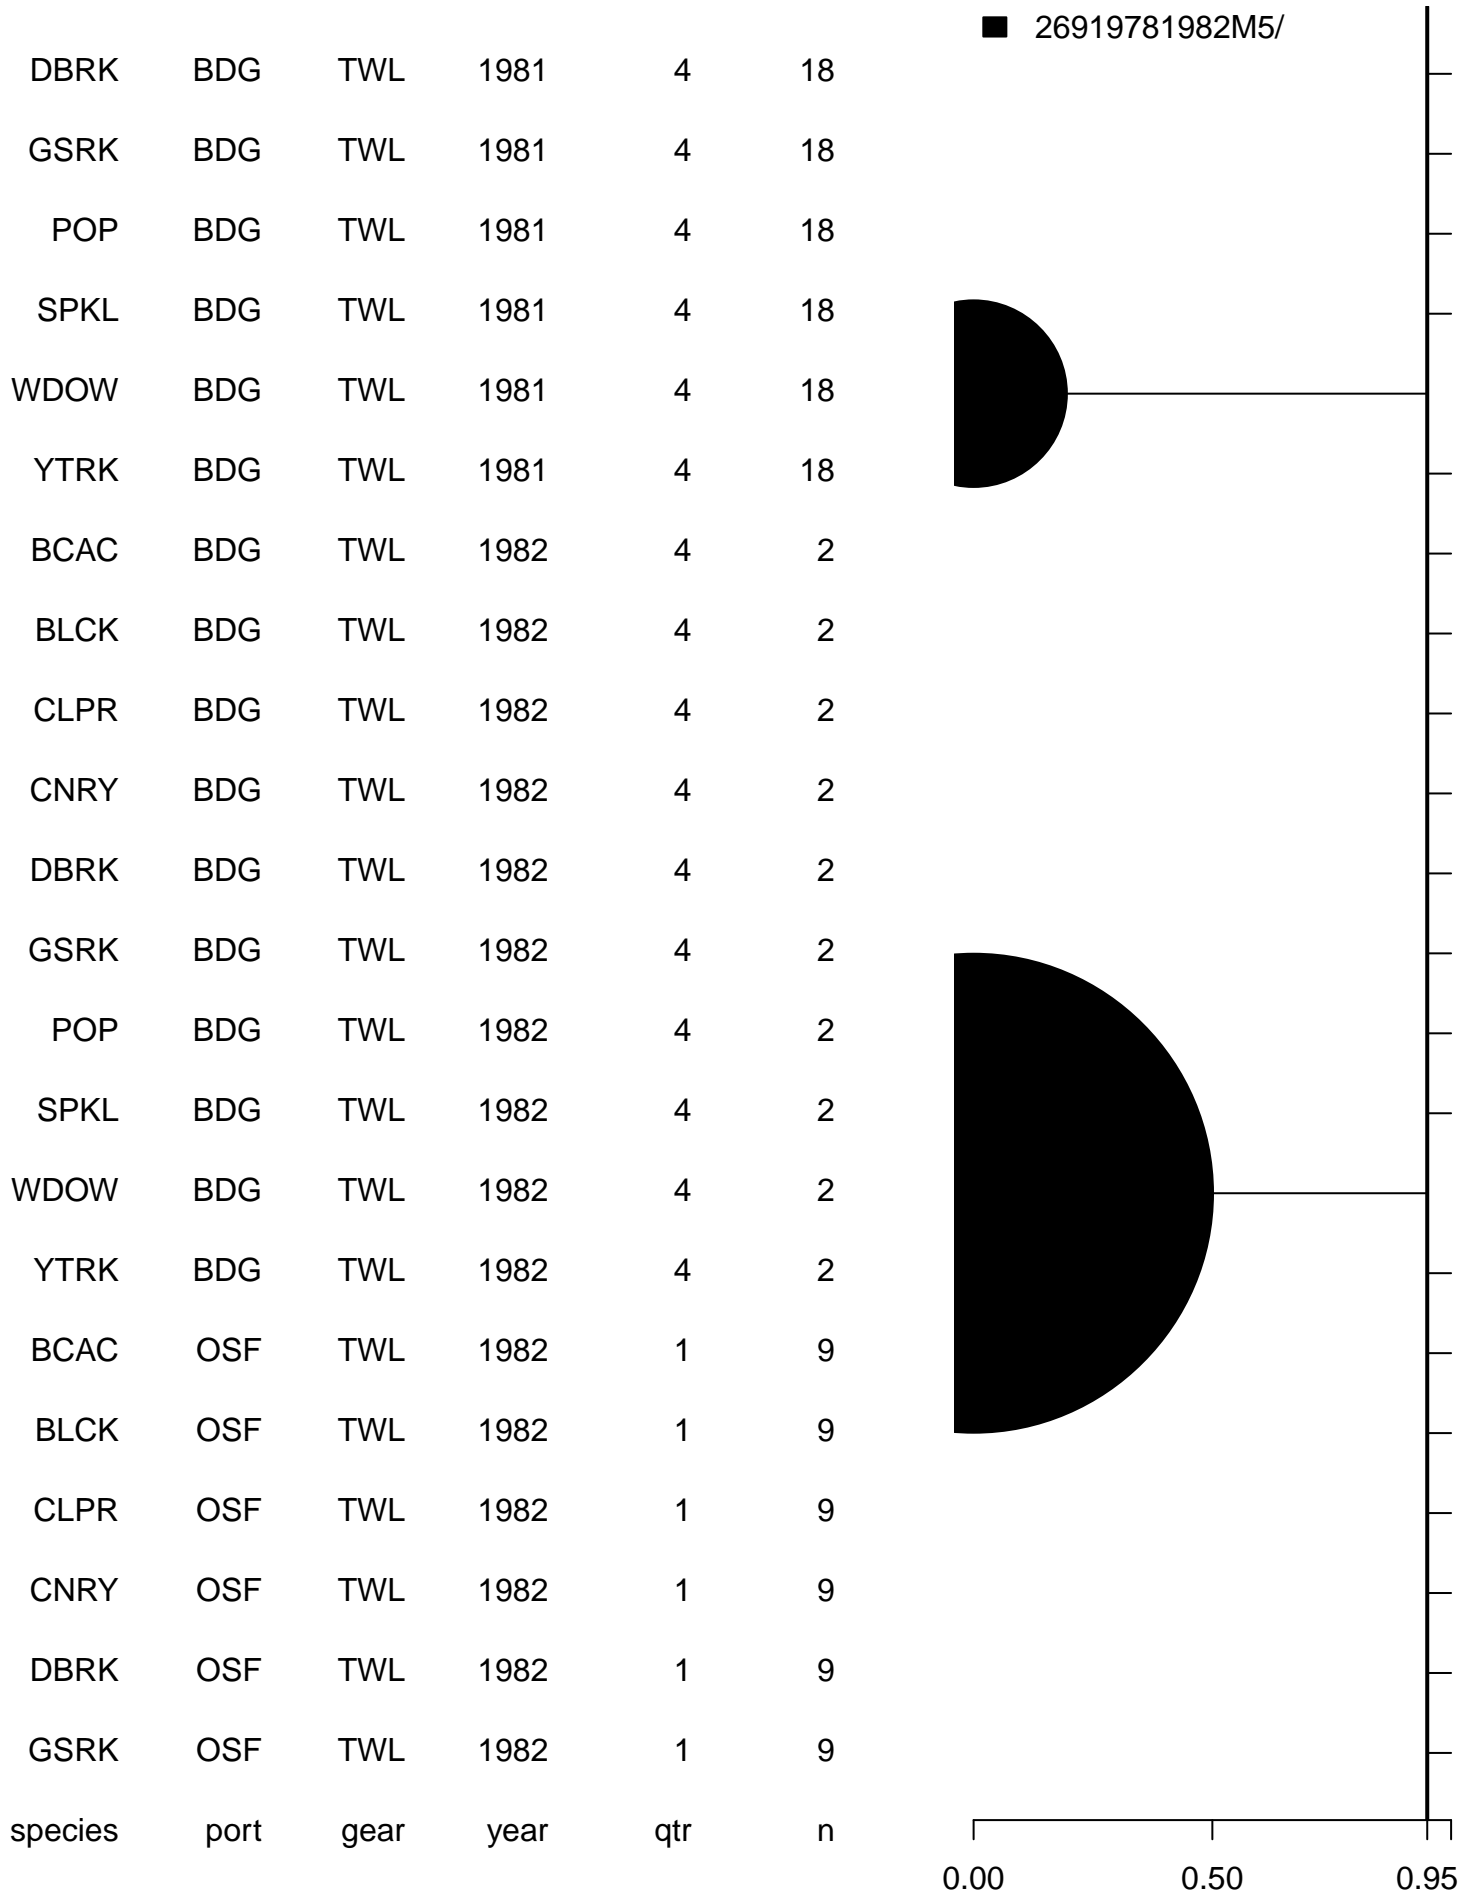 26919781982M5/
DBRK BDG TWL 1981 4 18
GSRK BDG TWL 1981 4 18
POP BDG TWL 1981 4 18
SPKL BDG TWL 1981 4 18
WDOW BDG TWL 1981 4 18
YTRK BDG TWL 1981 4 18
BCAC BDG TWL 1982 4 2
BLCK BDG TWL 1982 4 2
CLPR BDG TWL 1982 4 2
CNRY BDG TWL 1982 4 2
DBRK BDG TWL 1982 4 2
GSRK BDG TWL 1982 4 2
POP BDG TWL 1982 4 2
SPKL BDG TWL 1982 4 2
WDOW BDG TWL 1982 4 2
YTRK BDG TWL 1982 4 2
BCAC OSF TWL 1982 1 9
BLCK OSF TWL 1982 1 9
CLPR OSF TWL 1982 1 9
CNRY OSF TWL 1982 1 9
DBRK OSF TWL 1982 1 9
GSRK OSF TWL 1982 1 9
species port gear year qtr n
0.00 0.50 0.95